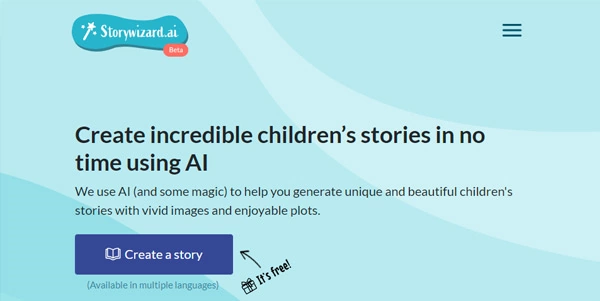 Storywizard.ai
Beta
Create incredible children’s stories in no
time using AI
We use AI (and some magic) to help you generate unique and beautiful children's
stories with vivid images and enjoyable plots.
Create a story
It's free!
(Available in multiple languages)